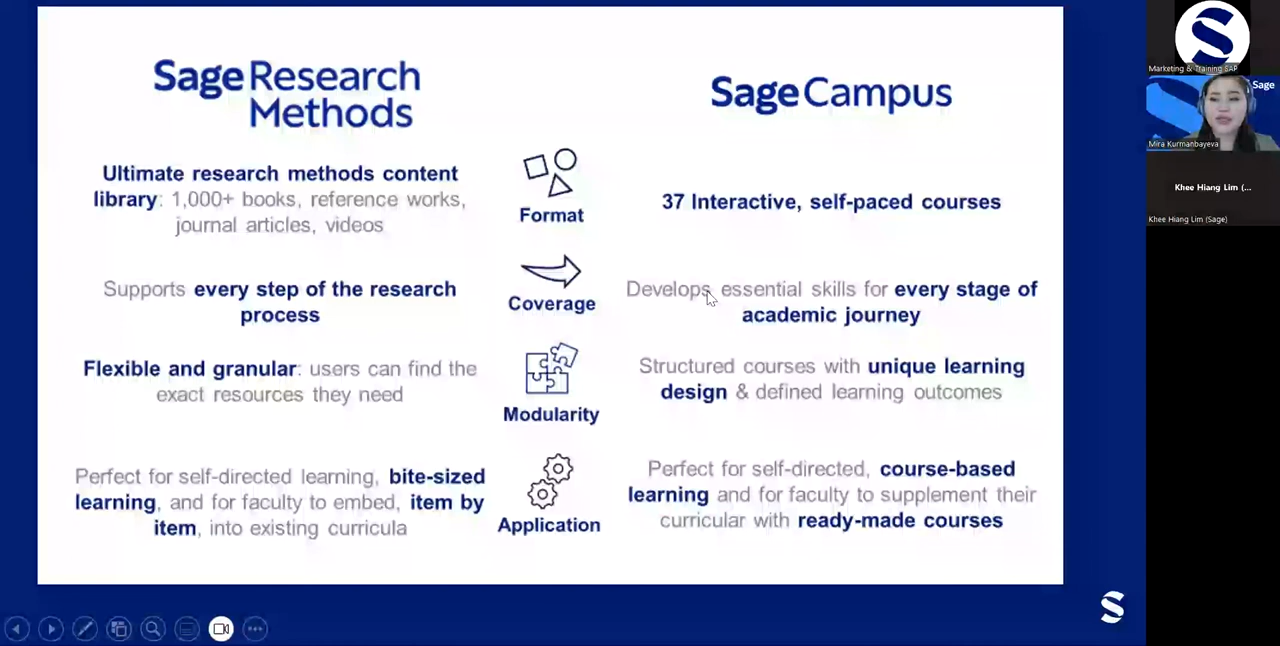 Sage Research
Methods
Ultimate research methods content
library: 1,000+ books, reference works,
journal articles, videos
Supports every step of the research
process
Flexible and granular: users can find the
exact resources they need
Perfect for self-directed learning, bite-sized
learning, and for faculty to embed, item by
item, into existing curricula
Format
Coverage
Modularity
Application
Sage Campus
37 Interactive, self-paced courses
Develops essential skills for every stage of
academic journey
Structured courses with unique learning
design & defined learning outcomes
Perfect for self-directed, course-based
learning and for faculty to supplement their
curricular with ready-made courses
Marketing & Training SAP
Sage
Mira Kurmanbayeva
Khee Hiang Lim (...
Khee Hiang Lim (Sage)